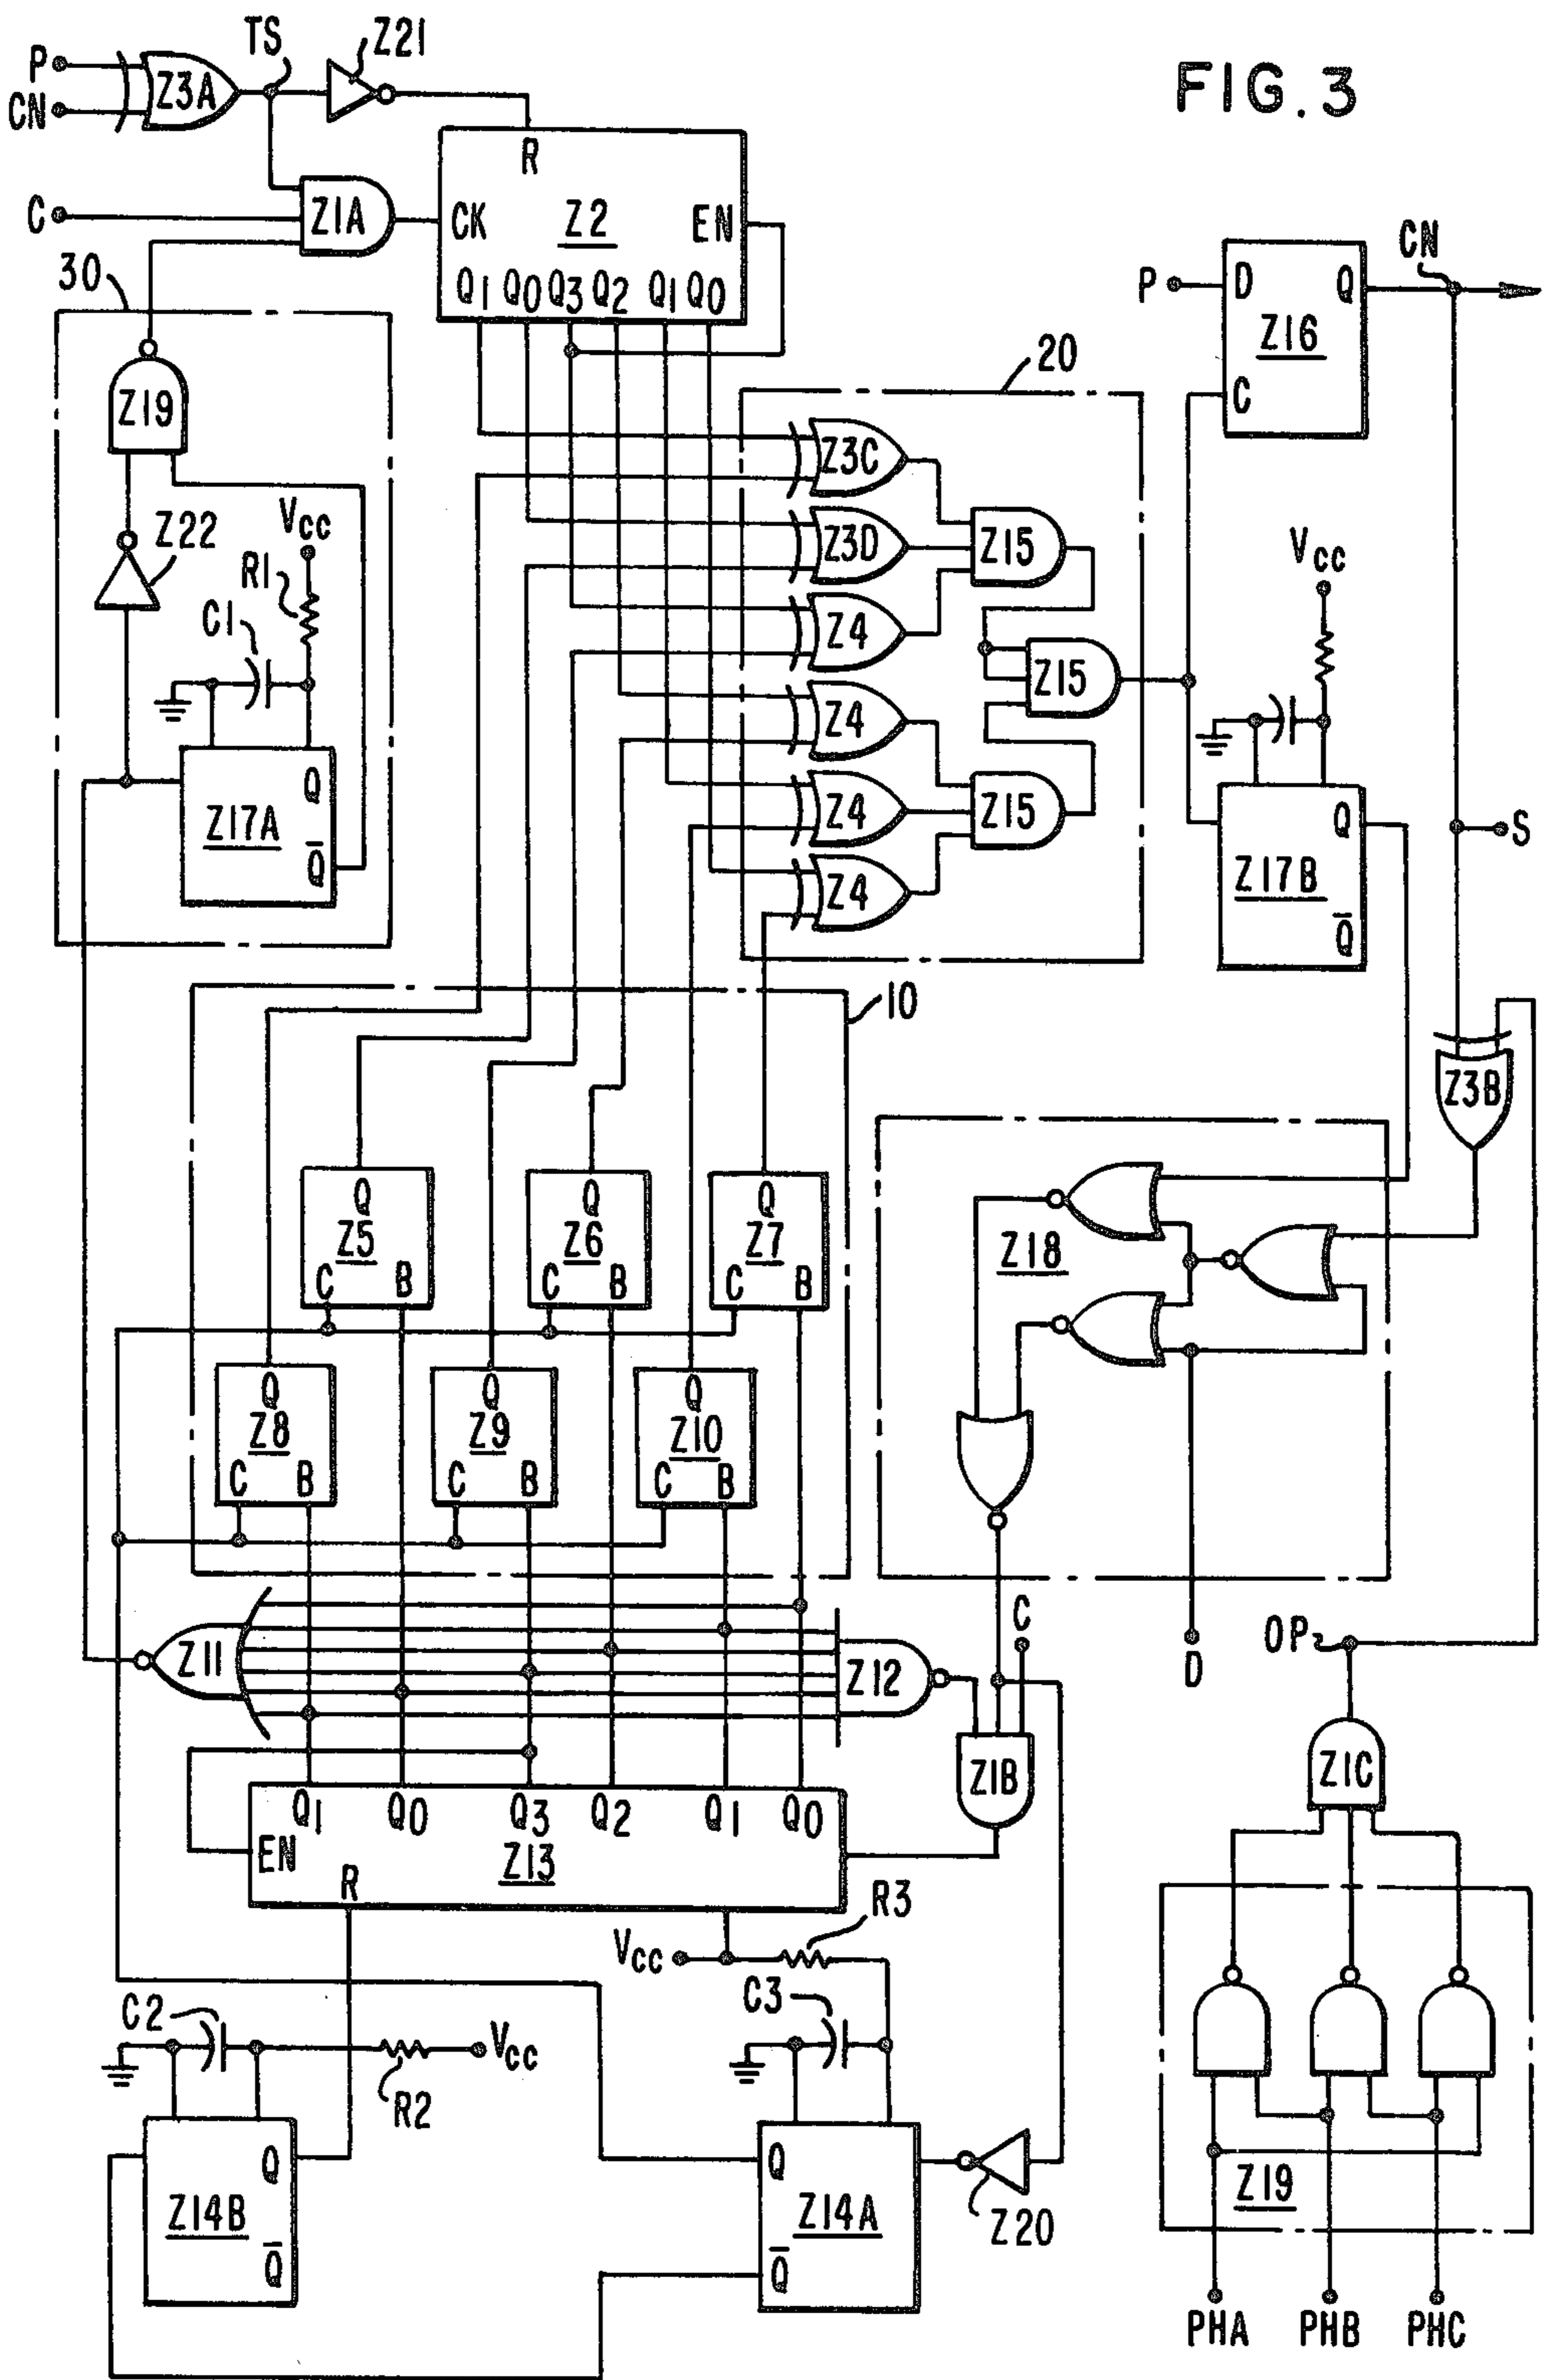 FIG. 3
TS
Z21
P
CN
Z3A
R
C
Z1A
CK
Z2
EN
Q1 Q0 Q3 Q2 Q1 Q0
30
Z19
Z22
Vcc
R1
C1
Q
Z17A
Q̅
20
Z3C
Z3D
Z4
Z4
Z4
Z4
Z15
Z15
Z15
P
D
Q
CN
Z16
C
Vcc
S
Q
Z17B
Q̅
Z3B
10
Q
Z5
C B
Q
Z6
C B
Q
Z7
C B
Q
Z8
C B
Q
Z9
C B
Q
Z10
C B
Z18
D
Z11
Z12
C
Z1B
Q1 Q0 Q3 Q2 Q1 Q0
EN
Z13
R
OP
Z1C
R3
Vcc
C2
Vcc
R2
C3
Q
Z14B
Q̅
Q
Z14A
Q̅
Z20
Z19
PHA PHB PHC